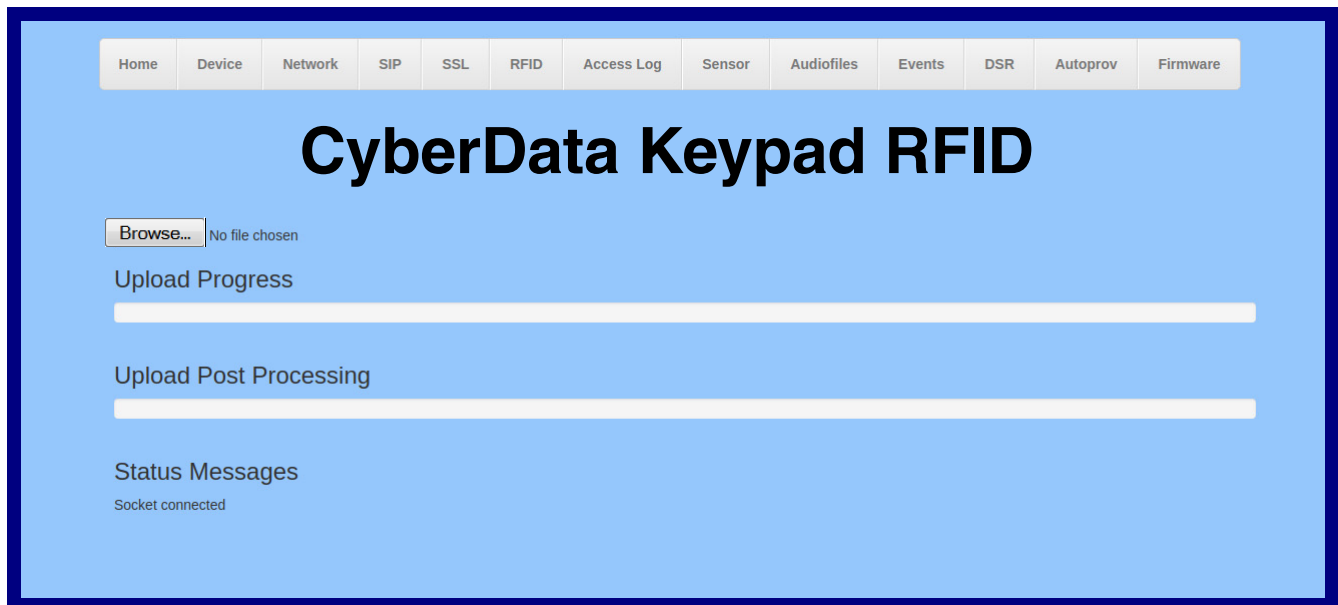 Home Device Network SIP SSL RFID Access Log Sensor Audiofiles Events DSR Autoprov Firmware
CyberData Keypad RFID
Browse... No file chosen
Upload Progress
Upload Post Processing
Status Messages
Socket connected